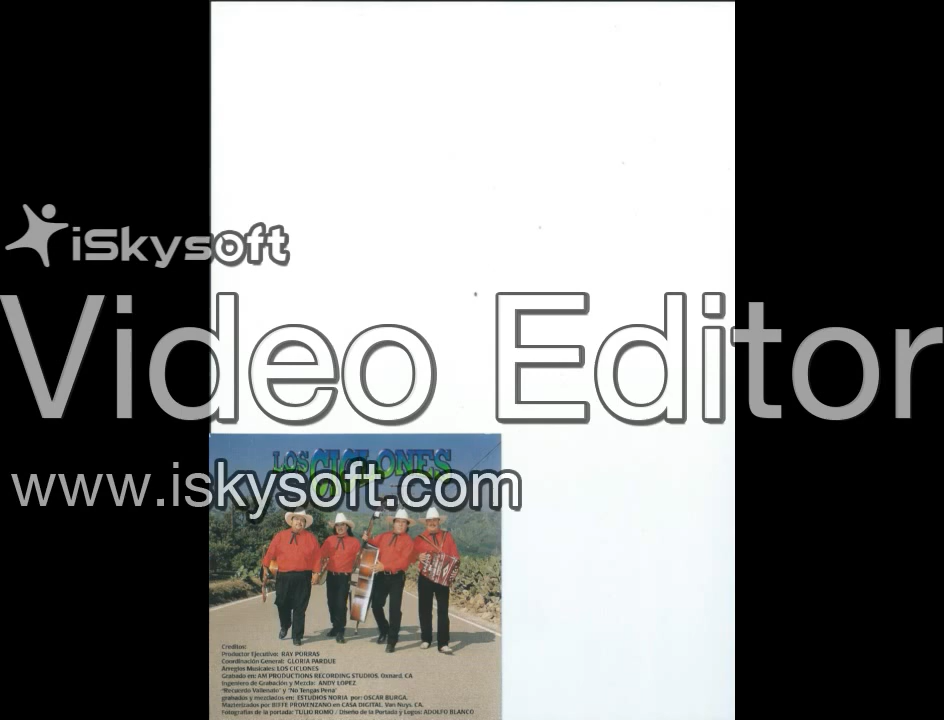 iSkysoft
Video Editor
www.iskysoft.com
LOS CICLONES
Creditos:
Productor Ejecutivo: RAY PORRAS
Coordinación General: GLORIA PARDUE
Arreglos Musicales: LOS CICLONES
Grabado en: AM PRODUCTIONS RECORDING STUDIOS. Oxnard, CA
Ingeniero de Grabación y Mezcla: ANDY LOPEZ
"Recuerdo Vallenato" y "No Tengas Pena"
grabados y mezclados en: ESTUDIOS NORIA por: OSCAR BURGA.
Masterizados por BIFFE PROVENZANO en CASA DIGITAL. Van Nuys, CA.
Fotografías de la portada: TULIO ROMO / Diseño de la Portada y Logos: ADOLFO BLANCO